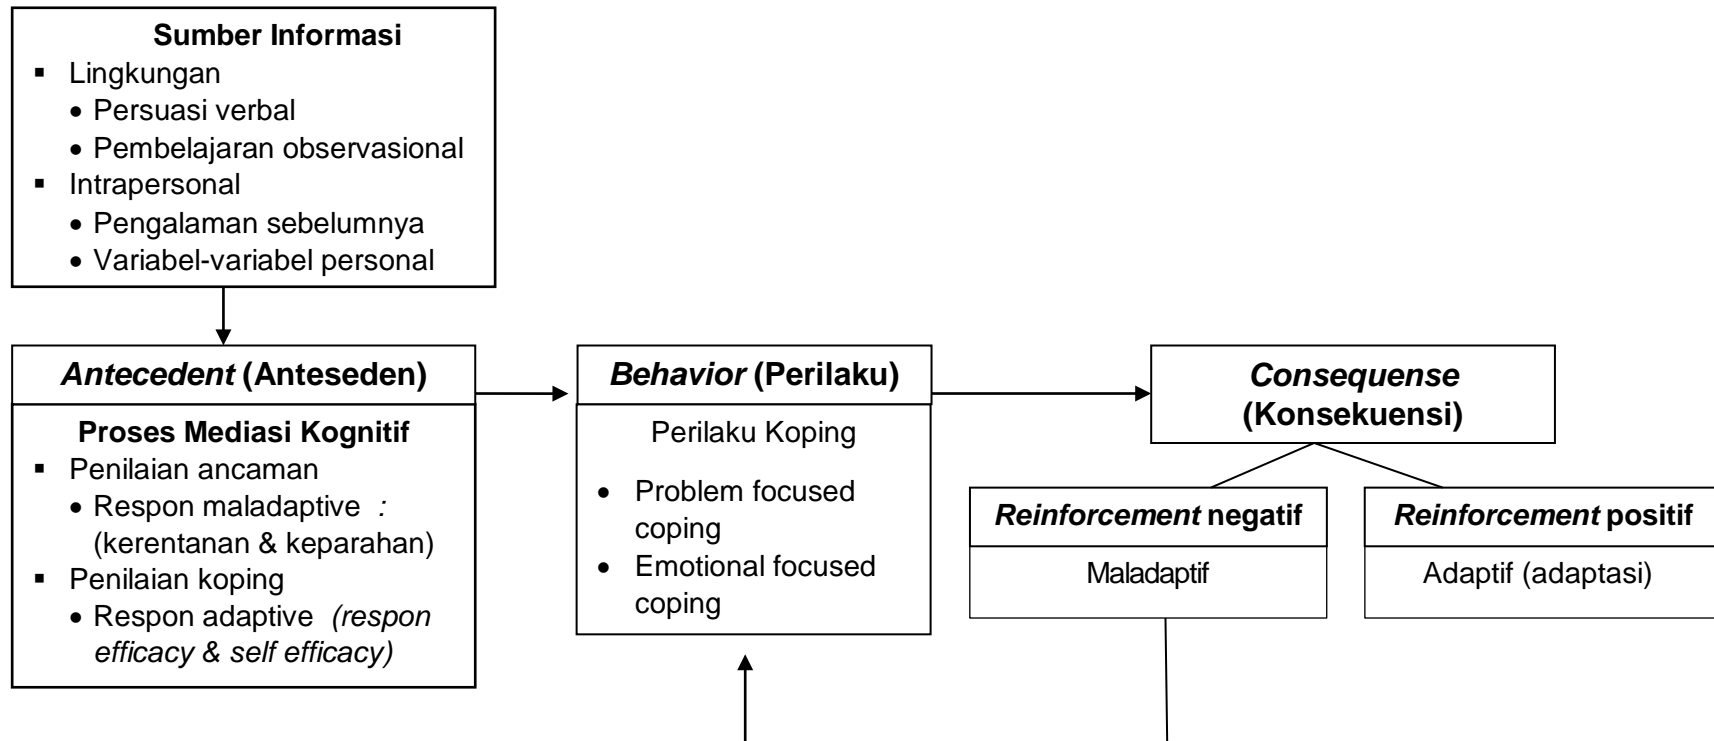 Sumber Informasi
▪ Lingkungan
• Persuasi verbal
• Pembelajaran observasional
▪ Intrapersonal
• Pengalaman sebelumnya
• Variabel-variabel personal
Antecedent (Anteseden)
Proses Mediasi Kognitif
▪ Penilaian ancaman
• Respon maladaptive :
(kerentanan & keparahan)
▪ Penilaian koping
• Respon adaptive (respon
efficacy & self efficacy)
Behavior (Perilaku)
Perilaku Koping
• Problem focused
coping
• Emotional focused
coping
Consequense
(Konsekuensi)
Reinforcement negatif
Maladaptif
Reinforcement positif
Adaptif (adaptasi)